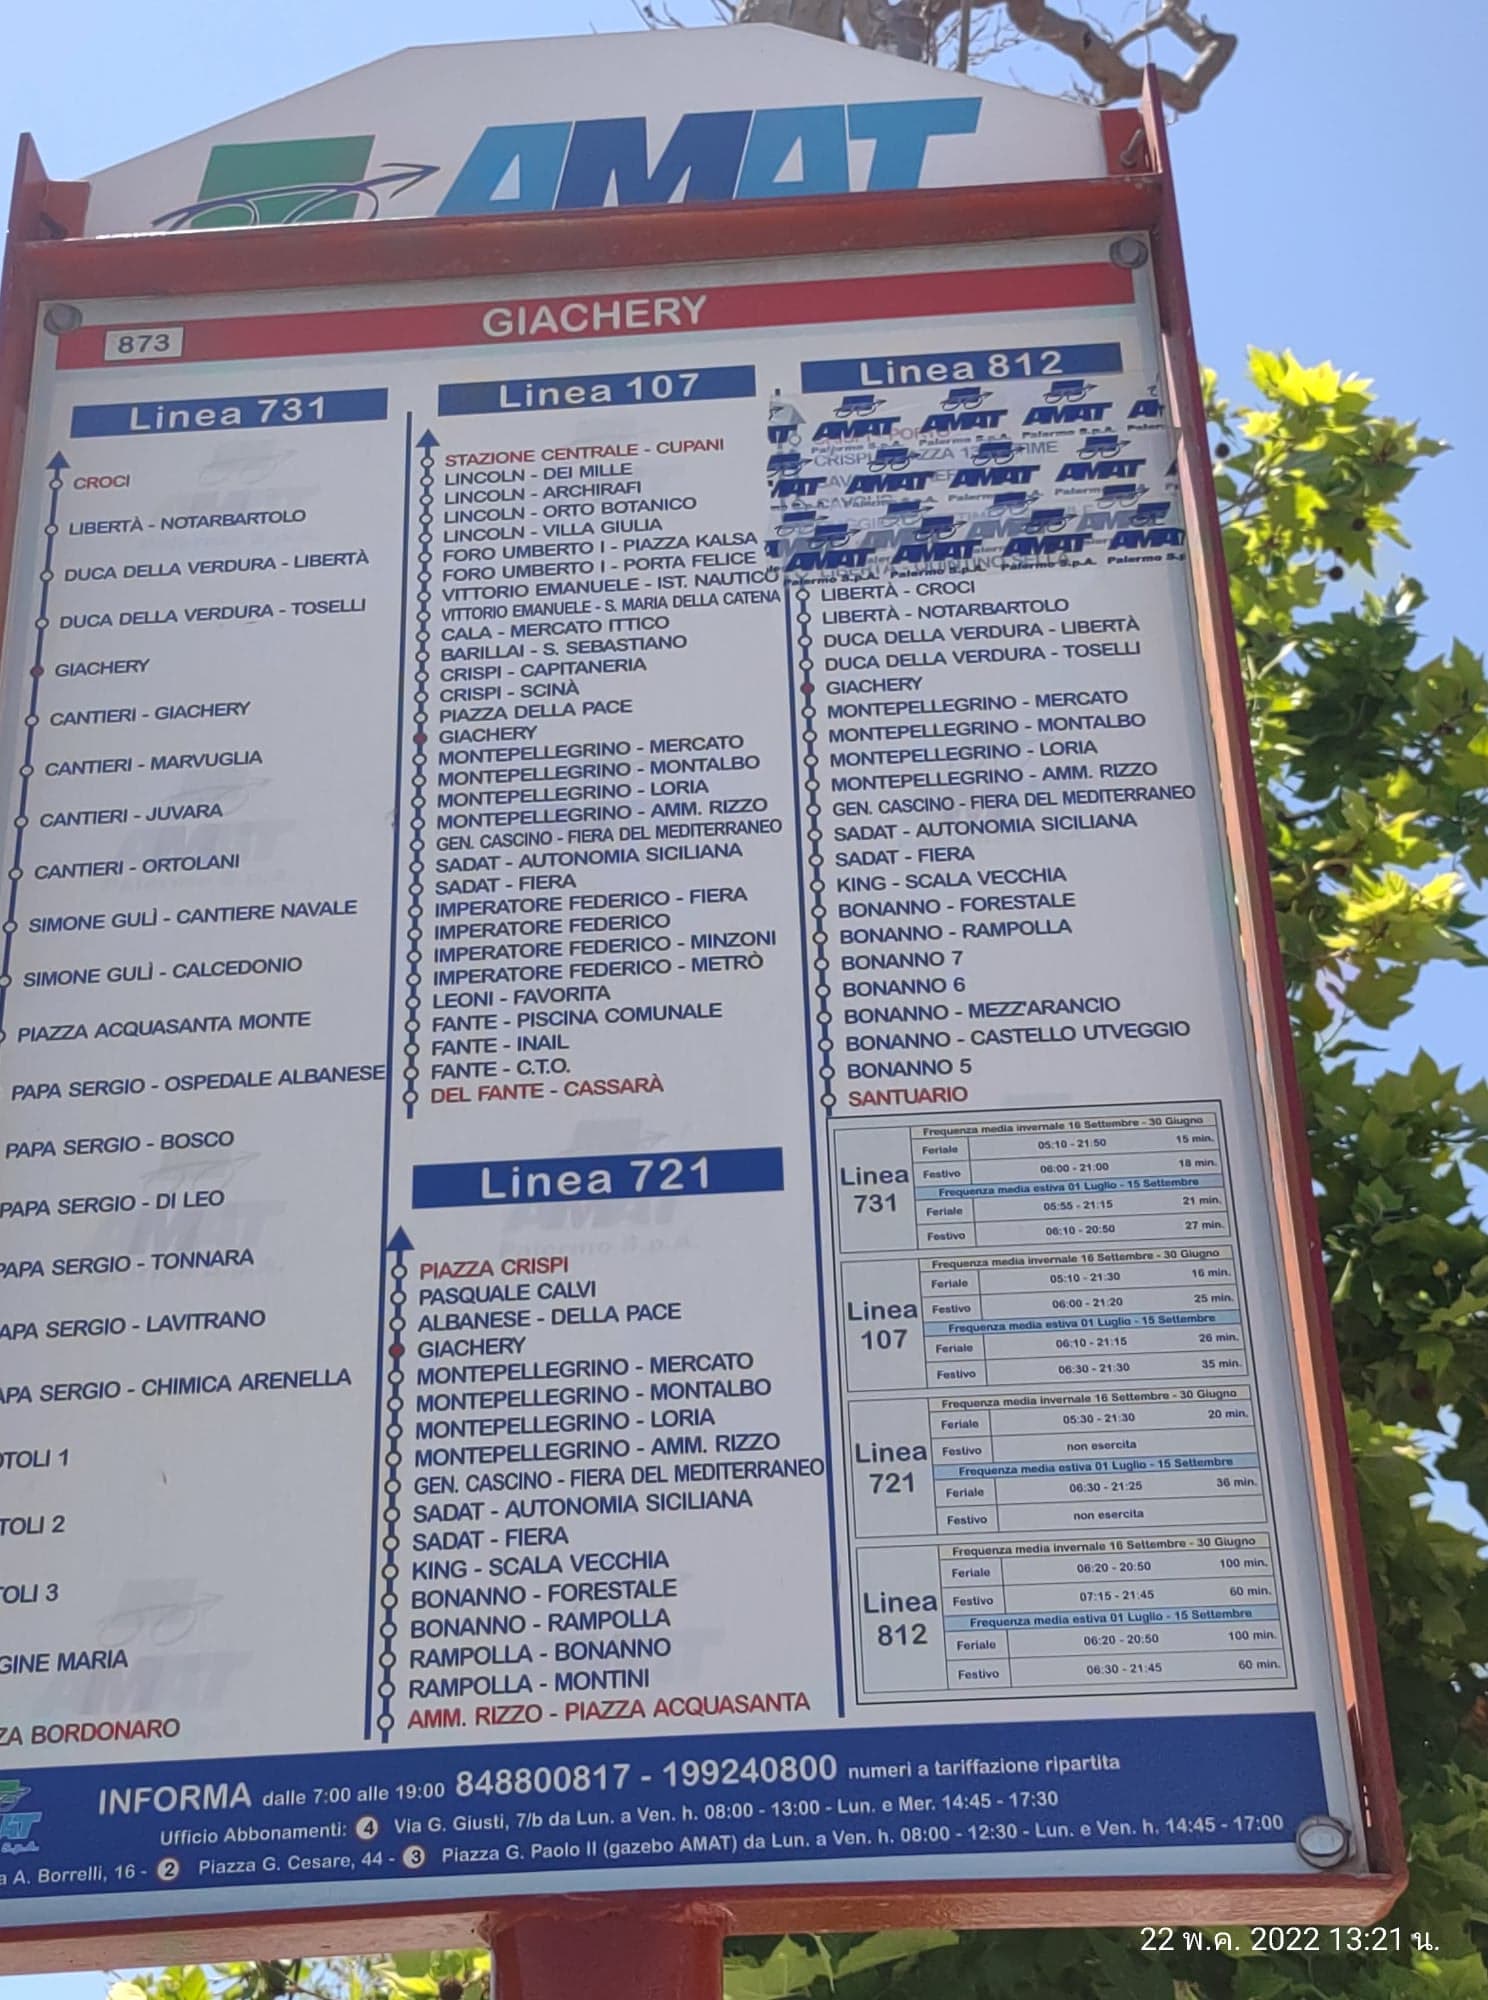 AMAT
GIACHERY
873
Linea 731
CROCI
LIBERTÀ - NOTARBARTOLO
DUCA DELLA VERDURA - LIBERTÀ
DUCA DELLA VERDURA - TOSELLI
GIACHERY
CANTIERI - GIACHERY
CANTIERI - MARVUGLIA
CANTIERI - JUVARA
CANTIERI - ORTOLANI
SIMONE GULÌ - CANTIERE NAVALE
SIMONE GULÌ - CALCEDONIO
PIAZZA ACQUASANTA MONTE
PAPA SERGIO - OSPEDALE ALBANESE
PAPA SERGIO - BOSCO
PAPA SERGIO - DI LEO
PAPA SERGIO - TONNARA
APA SERGIO - LAVITRANO
APA SERGIO - CHIMICA ARENELLA
OTOLI 1
TOLI 2
TOLI 3
GINE MARIA
ZA BORDONARO
Linea 107
STAZIONE CENTRALE - CUPANI
LINCOLN - DEI MILLE
LINCOLN - ARCHIRAFI
LINCOLN - ORTO BOTANICO
LINCOLN - VILLA GIULIA
FORO UMBERTO I - PIAZZA KALSA
FORO UMBERTO I - PORTA FELICE
VITTORIO EMANUELE - IST. NAUTICO
VITTORIO EMANUELE - S. MARIA DELLA CATENA
CALA - MERCATO ITTICO
BARILLAI - S. SEBASTIANO
CRISPI - CAPITANERIA
CRISPI - SCINÀ
PIAZZA DELLA PACE
GIACHERY
MONTEPELLEGRINO - MERCATO
MONTEPELLEGRINO - MONTALBO
MONTEPELLEGRINO - LORIA
MONTEPELLEGRINO - AMM. RIZZO
GEN. CASCINO - FIERA DEL MEDITERRANEO
SADAT - AUTONOMIA SICILIANA
SADAT - FIERA
IMPERATORE FEDERICO - FIERA
IMPERATORE FEDERICO
IMPERATORE FEDERICO - MINZONI
IMPERATORE FEDERICO - METRÒ
LEONI - FAVORITA
FANTE - PISCINA COMUNALE
FANTE - INAIL
FANTE - C.T.O.
DEL FANTE - CASSARÀ
Linea 721
PIAZZA CRISPI
PASQUALE CALVI
ALBANESE - DELLA PACE
GIACHERY
MONTEPELLEGRINO - MERCATO
MONTEPELLEGRINO - MONTALBO
MONTEPELLEGRINO - LORIA
MONTEPELLEGRINO - AMM. RIZZO
GEN. CASCINO - FIERA DEL MEDITERRANEO
SADAT - AUTONOMIA SICILIANA
SADAT - FIERA
KING - SCALA VECCHIA
BONANNO - FORESTALE
BONANNO - RAMPOLLA
RAMPOLLA - BONANNO
RAMPOLLA - MONTINI
AMM. RIZZO - PIAZZA ACQUASANTA
Linea 812
AMAT AMAT AMAT
Palermo S.p.A. Palermo S.p.A. Palermo S.p.A.
AMAT AMAT AMAT
AMAT AMAT AMAT AMAT
Palermo S.p.A. Palermo S.p.A. Palermo S.p.A. Palermo S.p
LIBERTÀ - CROCI
LIBERTÀ - NOTARBARTOLO
DUCA DELLA VERDURA - LIBERTÀ
DUCA DELLA VERDURA - TOSELLI
GIACHERY
MONTEPELLEGRINO - MERCATO
MONTEPELLEGRINO - MONTALBO
MONTEPELLEGRINO - LORIA
MONTEPELLEGRINO - AMM. RIZZO
GEN. CASCINO - FIERA DEL MEDITERRANEO
SADAT - AUTONOMIA SICILIANA
SADAT - FIERA
KING - SCALA VECCHIA
BONANNO - FORESTALE
BONANNO - RAMPOLLA
BONANNO 7
BONANNO 6
BONANNO - MEZZ'ARANCIO
BONANNO - CASTELLO UTVEGGIO
BONANNO 5
SANTUARIO
Linea 731
Frequenza media invernale 16 Settembre - 30 Giugno
Feriale 05:10 - 21:50 15 min.
Festivo 06:00 - 21:00 18 min.
Frequenza media estiva 01 Luglio - 15 Settembre
Feriale 05:55 - 21:15 21 min.
Festivo 06:10 - 20:50 27 min.
Linea 107
Frequenza media invernale 16 Settembre - 30 Giugno
Feriale 05:10 - 21:30 16 min.
Festivo 06:00 - 21:20 25 min.
Frequenza media estiva 01 Luglio - 15 Settembre
Feriale 06:10 - 21:15 26 min.
Festivo 06:30 - 21:30 35 min.
Linea 721
Frequenza media invernale 16 Settembre - 30 Giugno
Feriale 05:30 - 21:30 20 min.
Festivo non esercita
Frequenza media estiva 01 Luglio - 15 Settembre
Feriale 06:30 - 21:25 36 min.
Festivo non esercita
Linea 812
Frequenza media invernale 16 Settembre - 30 Giugno
Feriale 06:20 - 20:50 100 min.
Festivo 07:15 - 21:45 60 min.
Frequenza media estiva 01 Luglio - 15 Settembre
Feriale 06:20 - 20:50 100 min.
Festivo 06:30 - 21:45 60 min.
INFORMA dalle 7:00 alle 19:00 848800817 - 199240800 numeri a tariffazione ripartita
Ufficio Abbonamenti: 4 Via G. Giusti, 7/b da Lun. a Ven. h. 08:00 - 13:00 - Lun. e Mer. 14:45 - 17:30
a A. Borrelli, 16 - 2 Piazza G. Cesare, 44 - 3 Piazza G. Paolo II (gazebo AMAT) da Lun. a Ven. h. 08:00 - 12:30 - Lun. e Ven. h. 14:45 - 17:00
22 พ.ค. 2022 13:21 น.